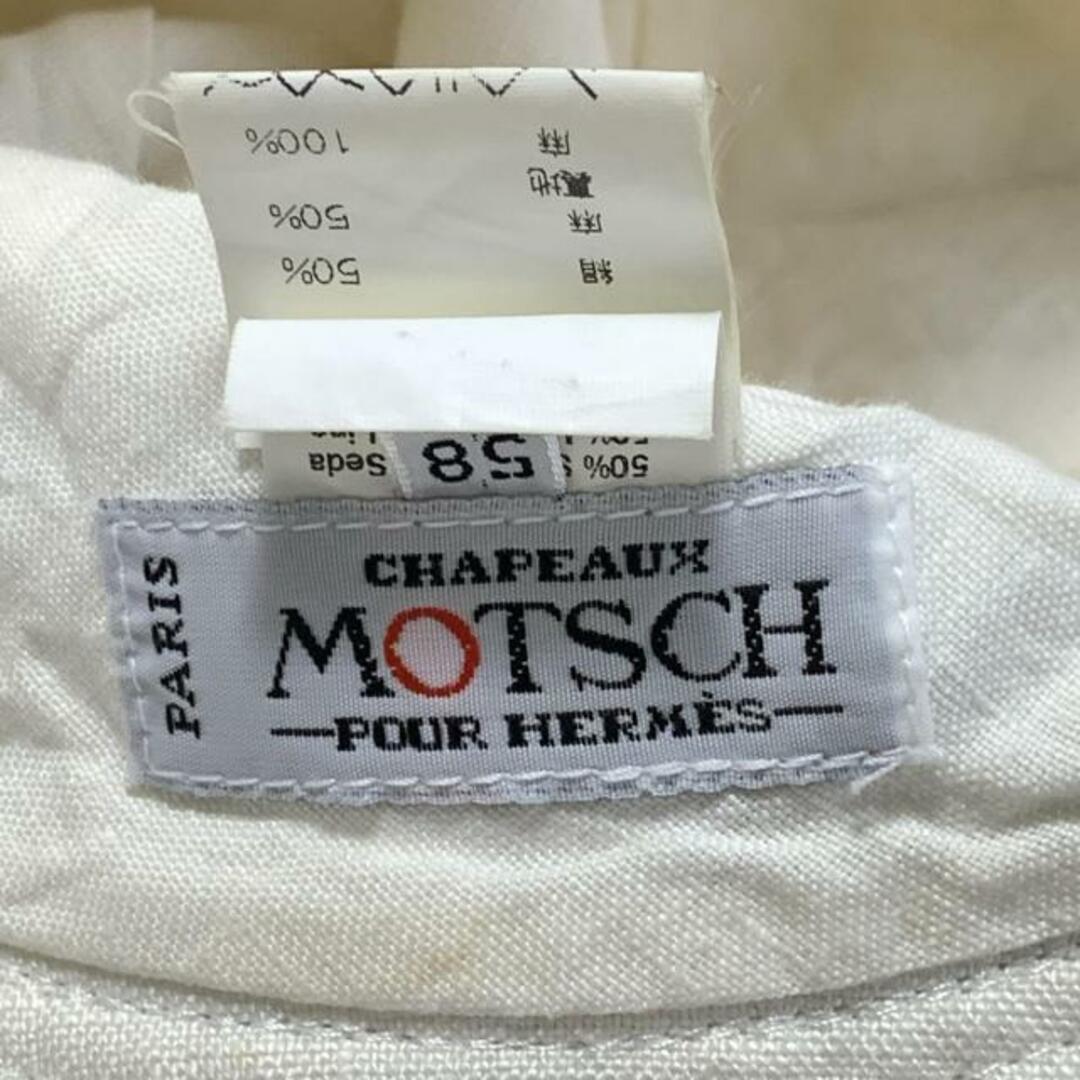 絹 50%
麻 50%
裏地
麻 100%
50% S
Seda
58
PARIS
CHAPEAUX
MOTSCH
POUR HERMÈS